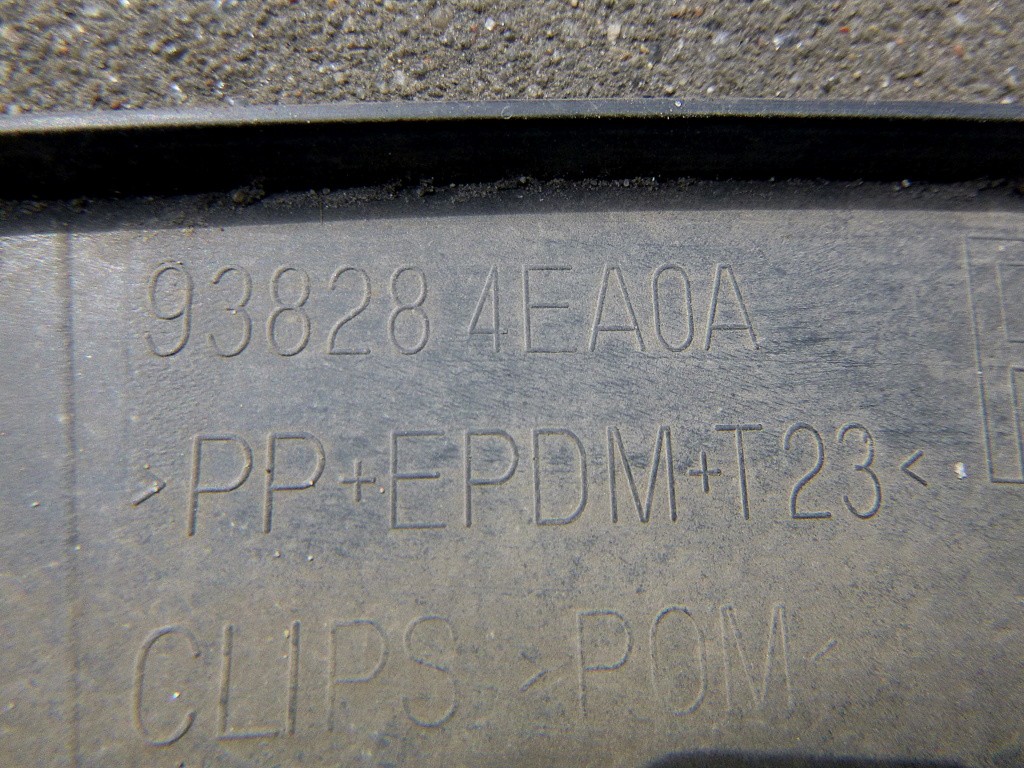 93828 4EA0A
>PP+EPDM+T23<
CLIPS >POM<